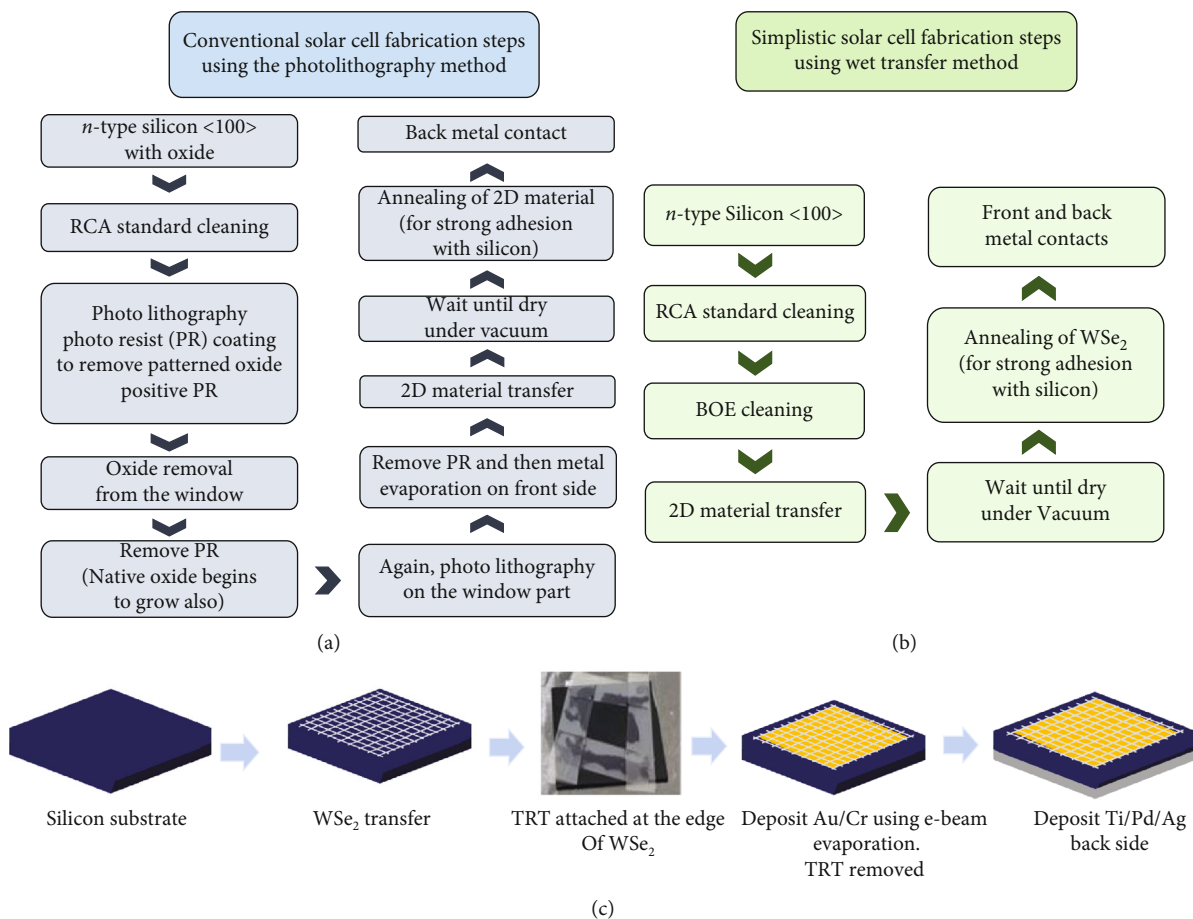 Conventional solar cell fabrication steps
using the photolithography method
n-type silicon <100>
with oxide
RCA standard cleaning
Photo lithography
photo resist (PR) coating
to remove patterned oxide
positive PR
Oxide removal
from the window
Remove PR
(Native oxide begins
to grow also)
Again, photo lithography
on the window part
Remove PR and then metal
evaporation on front side
2D material transfer
Wait until dry
under vacuum
Annealing of 2D material
(for strong adhesion
with silicon)
Back metal contact
(a)
Simplistic solar cell fabrication steps
using wet transfer method
n-type Silicon <100>
RCA standard cleaning
BOE cleaning
2D material transfer
Wait until dry
under Vacuum
Annealing of WSe₂
(for strong adhesion
with silicon)
Front and back
metal contacts
(b)
Silicon substrate
WSe₂ transfer
TRT attached at the edge
Of WSe₂
Deposit Au/Cr using e-beam
evaporation.
TRT removed
Deposit Ti/Pd/Ag
back side
(c)